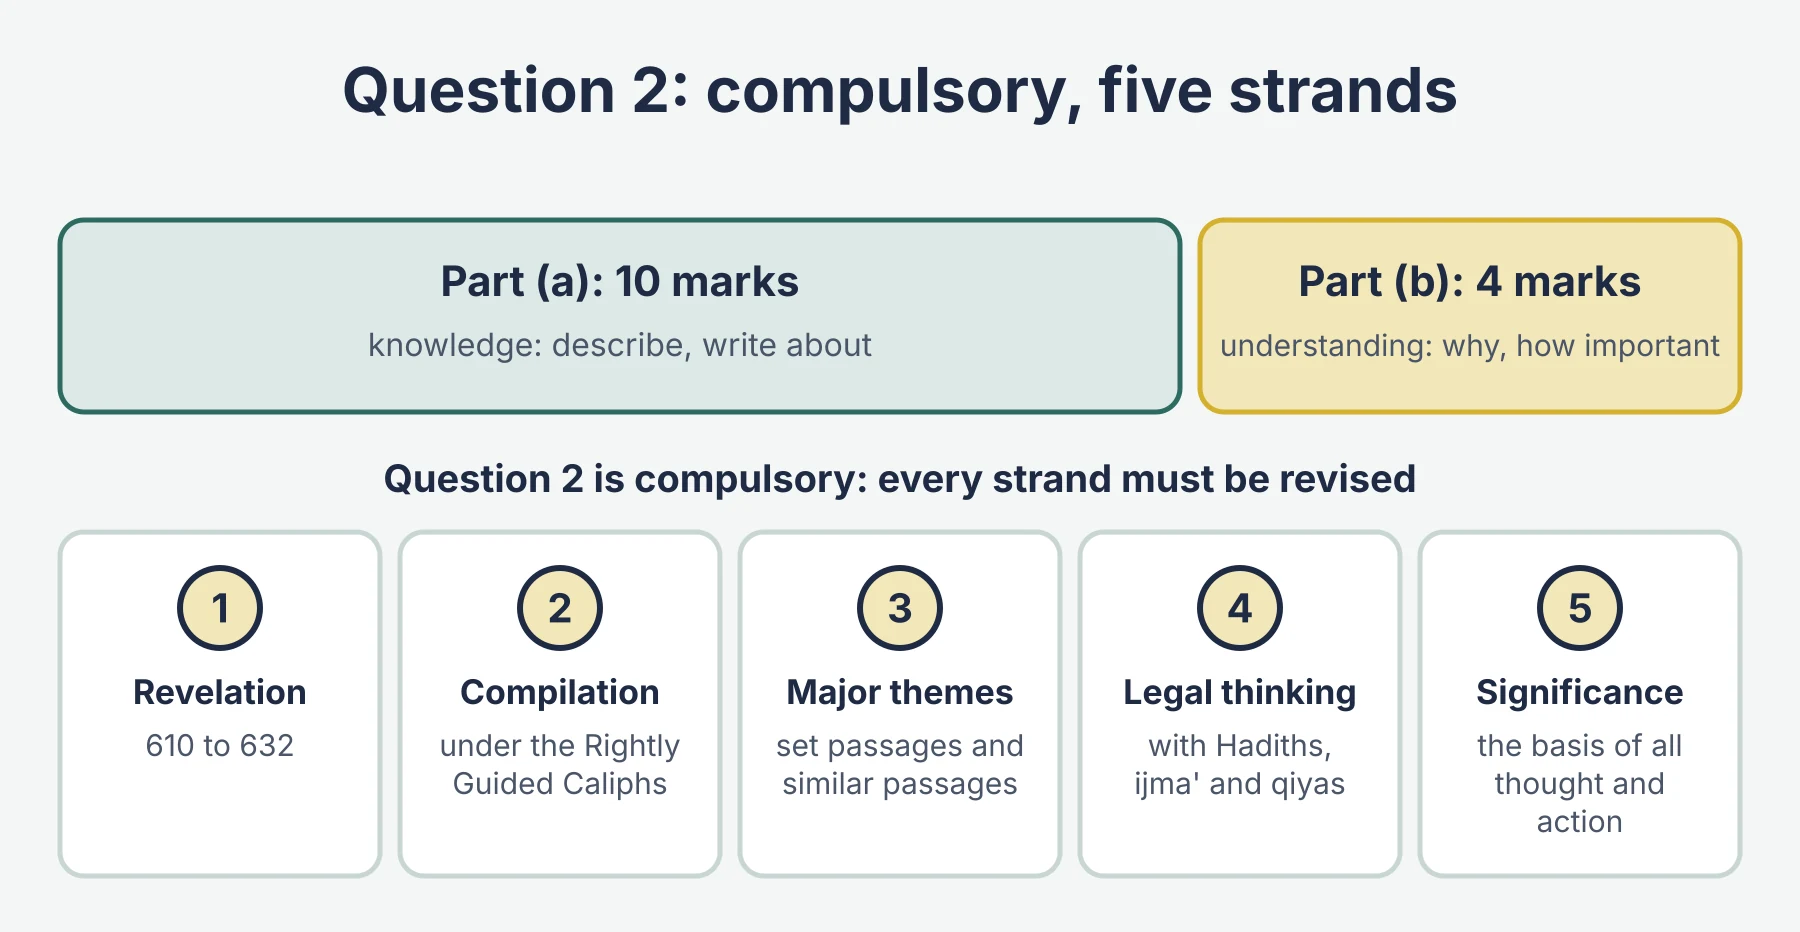 Question 2: compulsory, five strands
Part (a): 10 marks
knowledge: describe, write about
Part (b): 4 marks
understanding: why, how important
Question 2 is compulsory: every strand must be revised
1
Revelation
610 to 632
2
Compilation
under the Rightly
Guided Caliphs
3
Major themes
set passages and
similar passages
4
Legal thinking
with Hadiths,
ijma' and qiyas
5
Significance
the basis of all
thought and
action